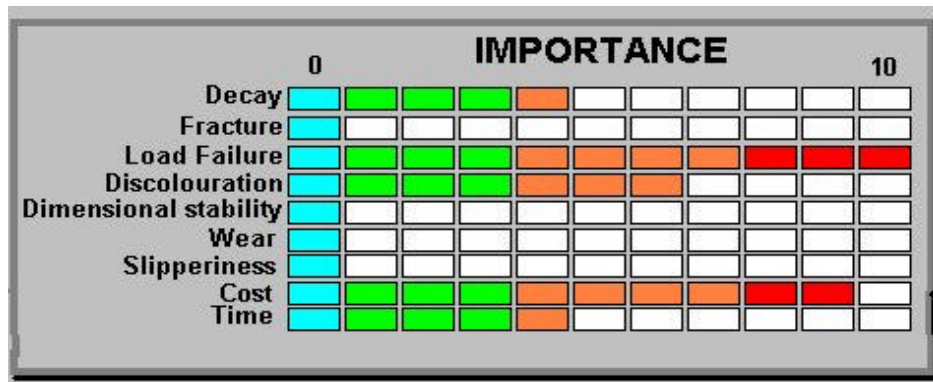 IMPORTANCE
0 10
Decay
Fracture
Load Failure
Discolouration
Dimensional stability
Wear
Slipperiness
Cost
Time